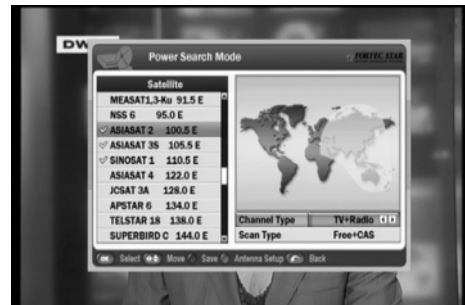 DW
Power Search Mode
FORTEC STAR
Satellite
MEASAT1,3-Ku 91.5 E
NSS 6 95.0 E
ASIASAT 2 100.5 E
ASIASAT 3S 105.5 E
SINOSAT 1 110.5 E
ASIASAT 4 122.0 E
JCSAT 3A 128.0 E
APSTAR 6 134.0 E
TELSTAR 18 138.0 E
SUPERBIRD C 144.0 E
Channel Type TV+Radio
Scan Type Free+CAS
OK Select Move Save Antenna Setup Back